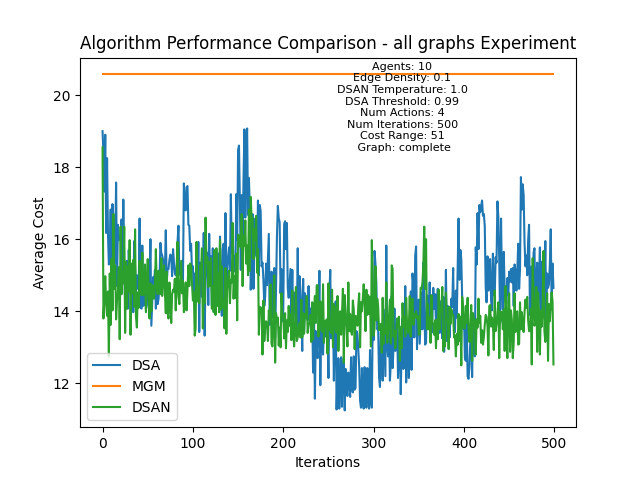 Algorithm Performance Comparison - all graphs Experiment
Agents: 10
Edge Density: 0.1
DSAN Temperature: 1.0
DSA Threshold: 0.99
Num Actions: 4
Num Iterations: 500
Cost Range: 51
Graph: complete
Average Cost
20
18
16
14
12
DSA
MGM
DSAN
0
100
200
300
400
500
Iterations